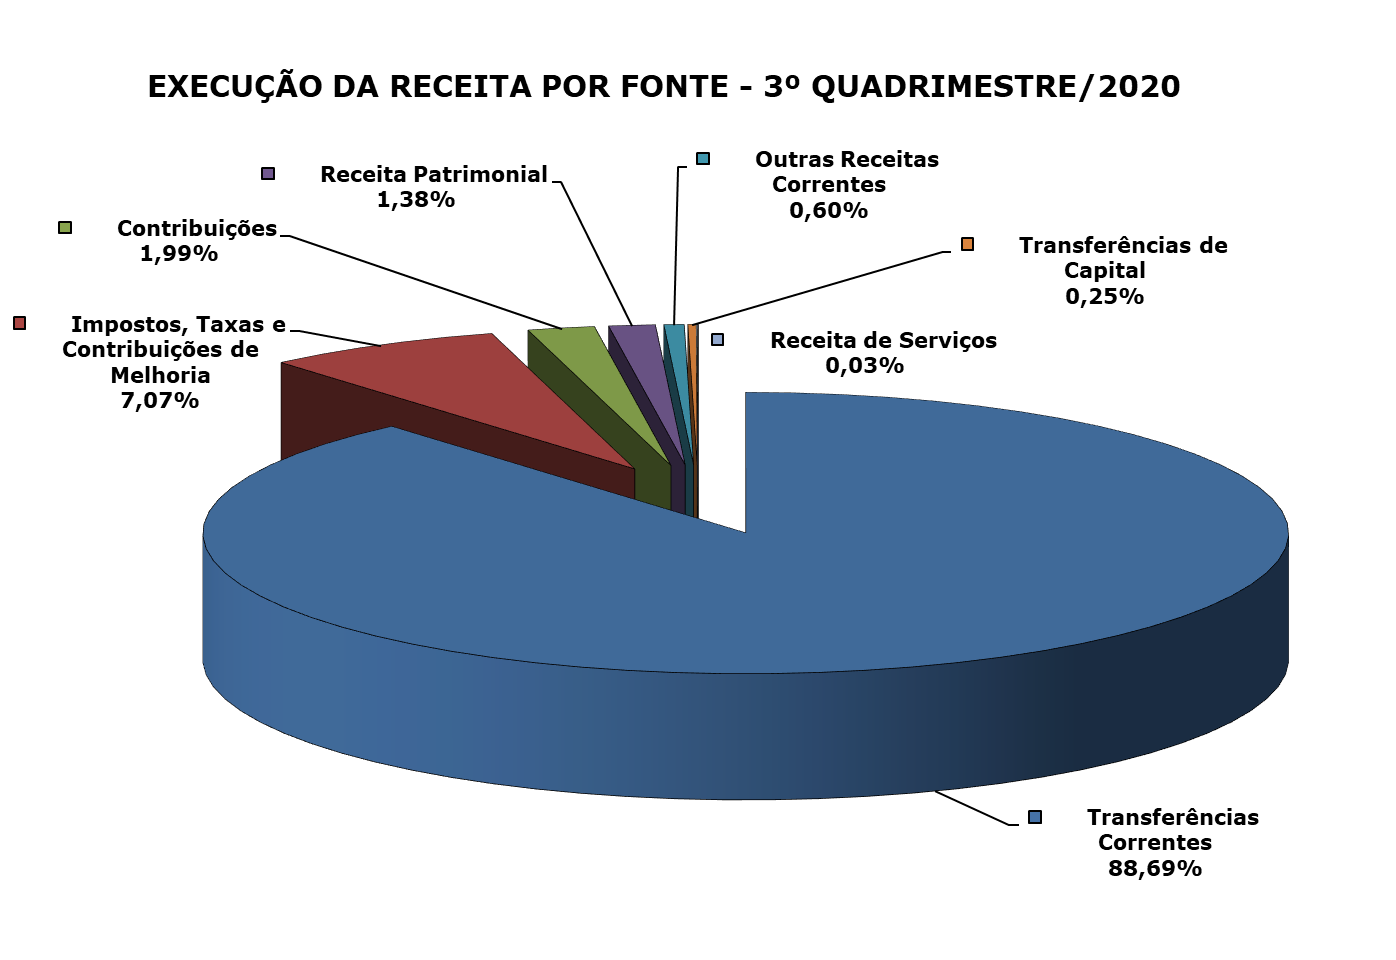 EXECUÇÃO DA RECEITA POR FONTE - 3º QUADRIMESTRE/2020
Outras Receitas
Correntes
0,60%
Receita Patrimonial
1,38%
Contribuições
1,99%
Transferências de
Capital
0,25%
Impostos, Taxas e
Contribuições de
Melhoria
7,07%
Receita de Serviços
0,03%
Transferências
Correntes
88,69%